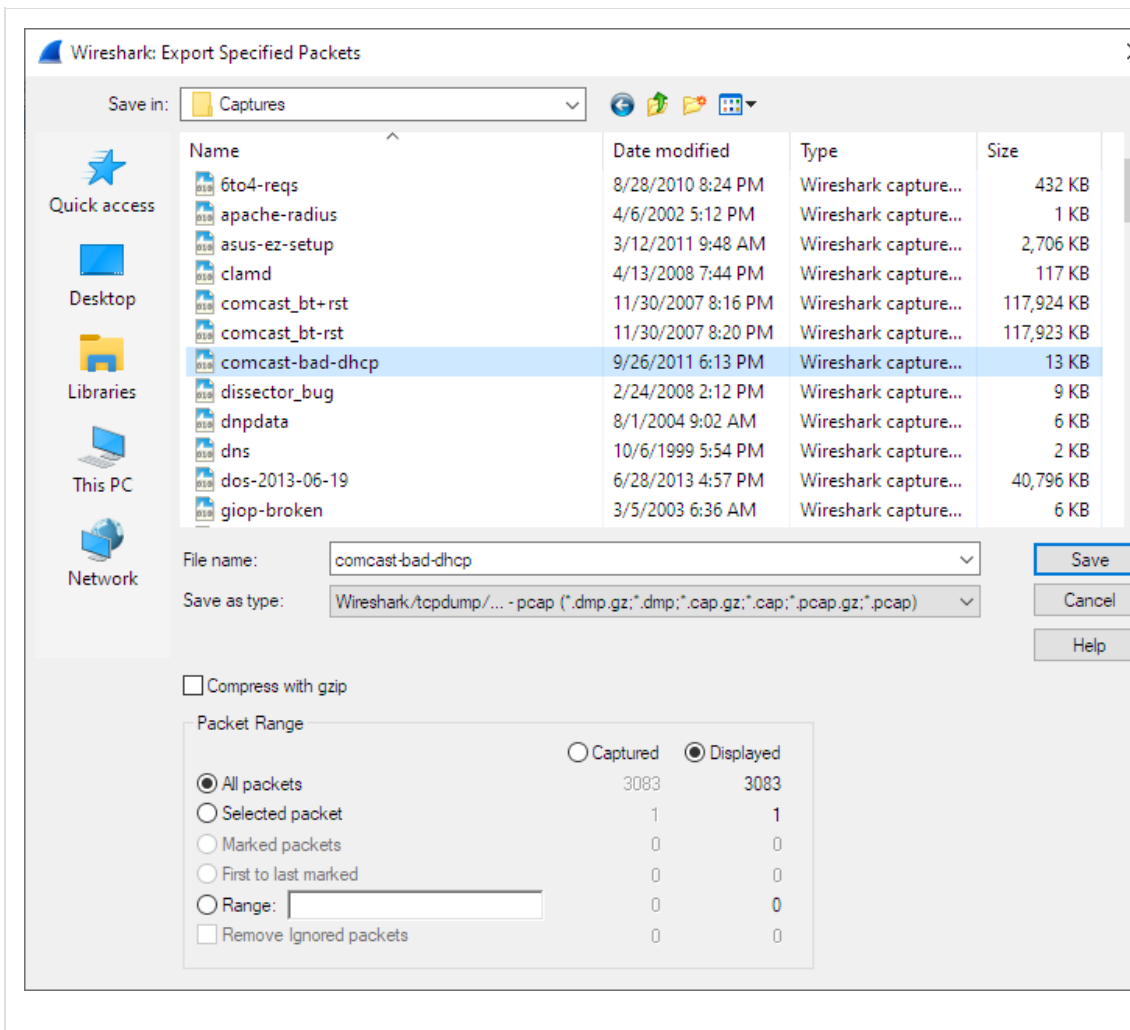 Wireshark: Export Specified Packets
Save in: Captures
Name Date modified Type Size
6to4-reqs 8/28/2010 8:24 PM Wireshark capture... 432 KB
apache-radius 4/6/2002 5:12 PM Wireshark capture... 1 KB
asus-ez-setup 3/12/2011 9:48 AM Wireshark capture... 2,706 KB
clamd 4/13/2008 7:44 PM Wireshark capture... 117 KB
comcast_bt+rst 11/30/2007 8:16 PM Wireshark capture... 117,924 KB
comcast_bt-rst 11/30/2007 8:20 PM Wireshark capture... 117,923 KB
comcast-bad-dhcp 9/26/2011 6:13 PM Wireshark capture... 13 KB
dissector_bug 2/24/2008 2:12 PM Wireshark capture... 9 KB
dnpdata 8/1/2004 9:02 AM Wireshark capture... 6 KB
dns 10/6/1999 5:54 PM Wireshark capture... 2 KB
dos-2013-06-19 6/28/2013 4:57 PM Wireshark capture... 40,796 KB
giop-broken 3/5/2003 6:36 AM Wireshark capture... 6 KB
Quick access
Desktop
Libraries
This PC
Network
File name: comcast-bad-dhcp Save
Save as type: Wireshark/tcpdump/... - pcap (*.dmp.gz;*.dmp;*.cap.gz;*.cap;*.pcap.gz;*.pcap) Cancel
Help
Compress with gzip
Packet Range
Captured Displayed
All packets 3083 3083
Selected packet 1 1
Marked packets 0 0
First to last marked 0 0
Range: 0 0
Remove Ignored packets 0 0